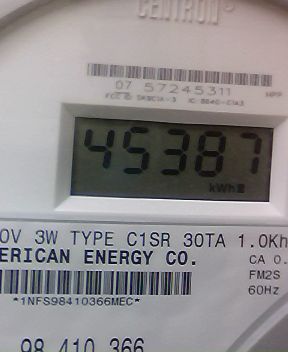 CENTRON®
07 57245311
45387
kWh
0V 3W TYPE C1SR 30TA 1.0Kh
ERICAN ENERGY CO.
CA 0.
FM2S
60Hz
*1NFS98410366MEC*
98 410 366